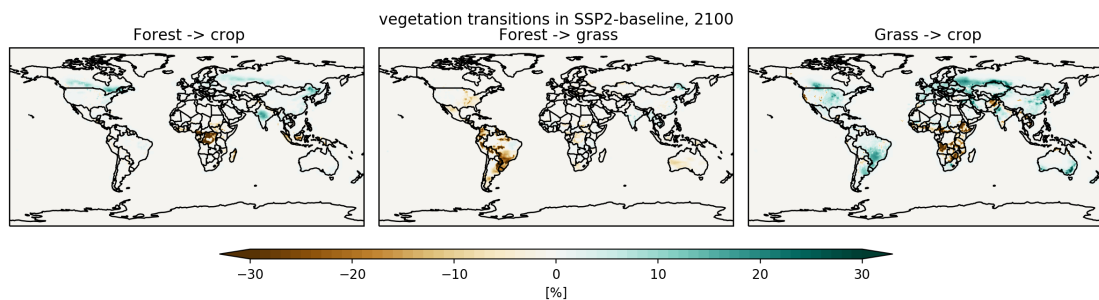 vegetation transitions in SSP2-baseline, 2100
Forest -> crop
Forest -> grass
Grass -> crop
−30 −20 −10 0 10 20 30
[%]